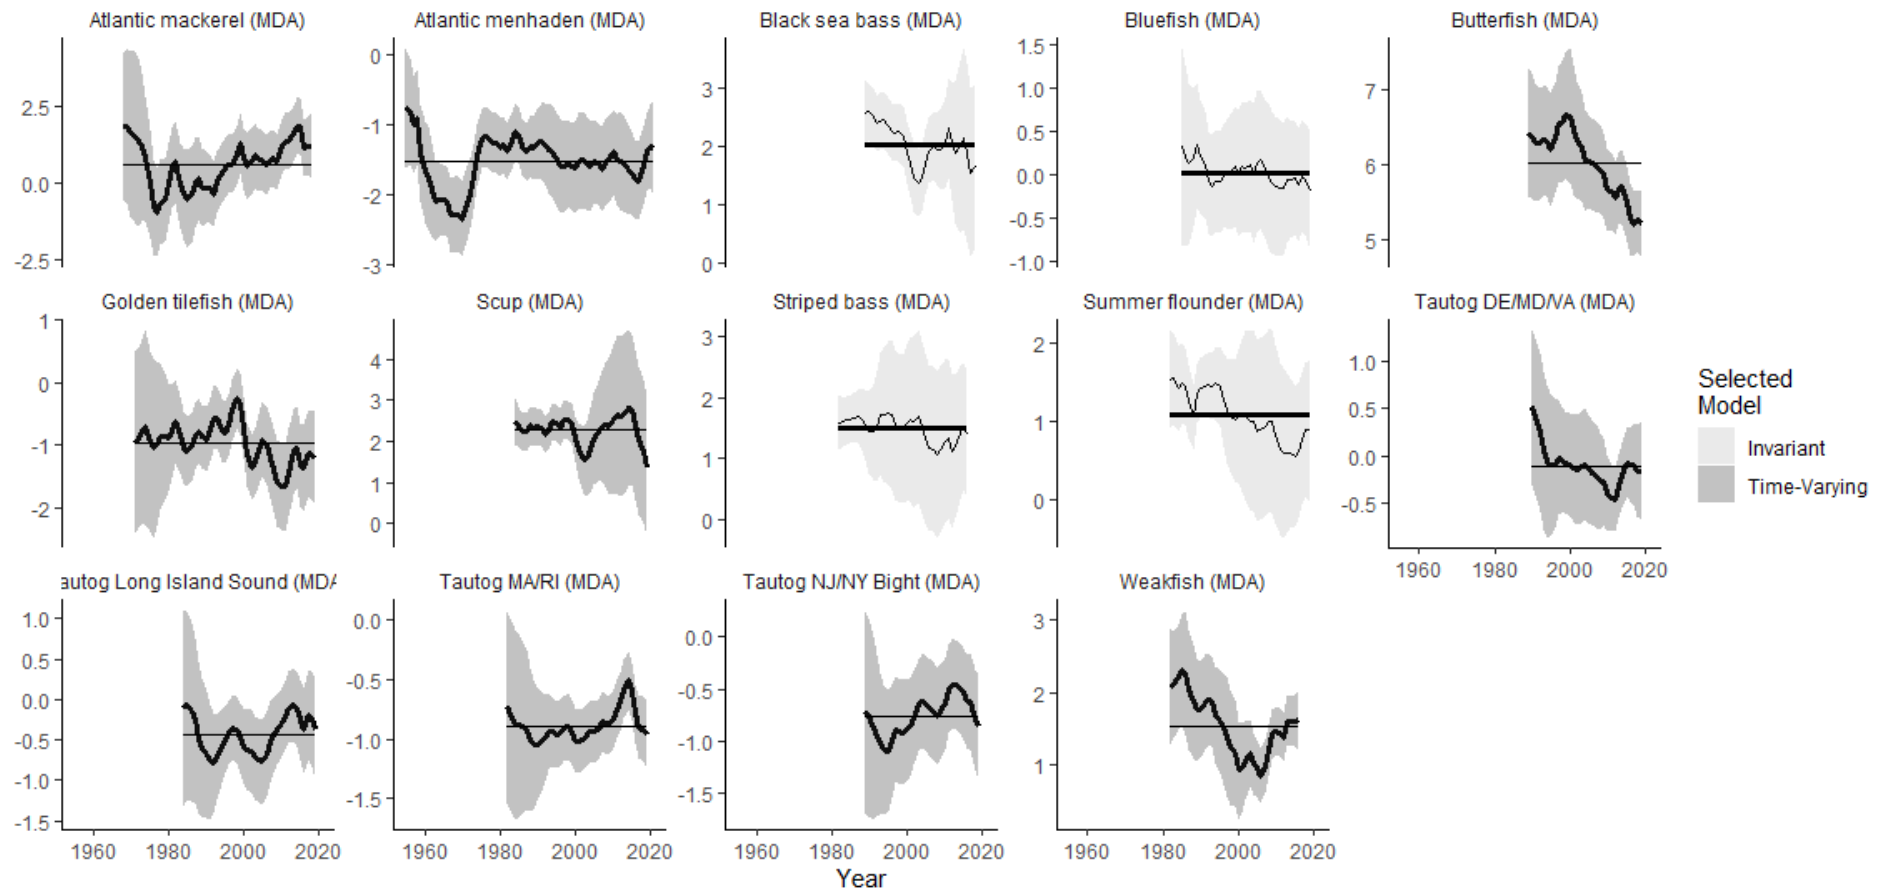 Atlantic mackerel (MDA) Atlantic menhaden (MDA) Black sea bass (MDA) Bluefish (MDA) Butterfish (MDA)
2.5 0.0 -2.5
0 -1 -2 -3
3 2 1 0
1.5 1.0 0.5 0.0 -0.5 -1.0
7 6 5
Golden tilefish (MDA) Scup (MDA) Striped bass (MDA) Summer flounder (MDA) Tautog DE/MD/VA (MDA)
1 0 -1 -2
4 3 2 1 0
3 2 1 0
2 1 0
1.0 0.5 0.0 -0.5
1960 1980 2000 2020
Selected
Model
Invariant
Time-Varying
autog Long Island Sound (MDA Tautog MA/RI (MDA) Tautog NJ/NY Bight (MDA) Weakfish (MDA)
1.0 0.5 0.0 -0.5 -1.0 -1.5
0.0 -0.5 -1.0 -1.5
0.0 -0.5 -1.0 -1.5
3 2 1
1960 1980 2000 2020 1960 1980 2000 2020 1960 1980 2000 2020 1960 1980 2000 2020
Year